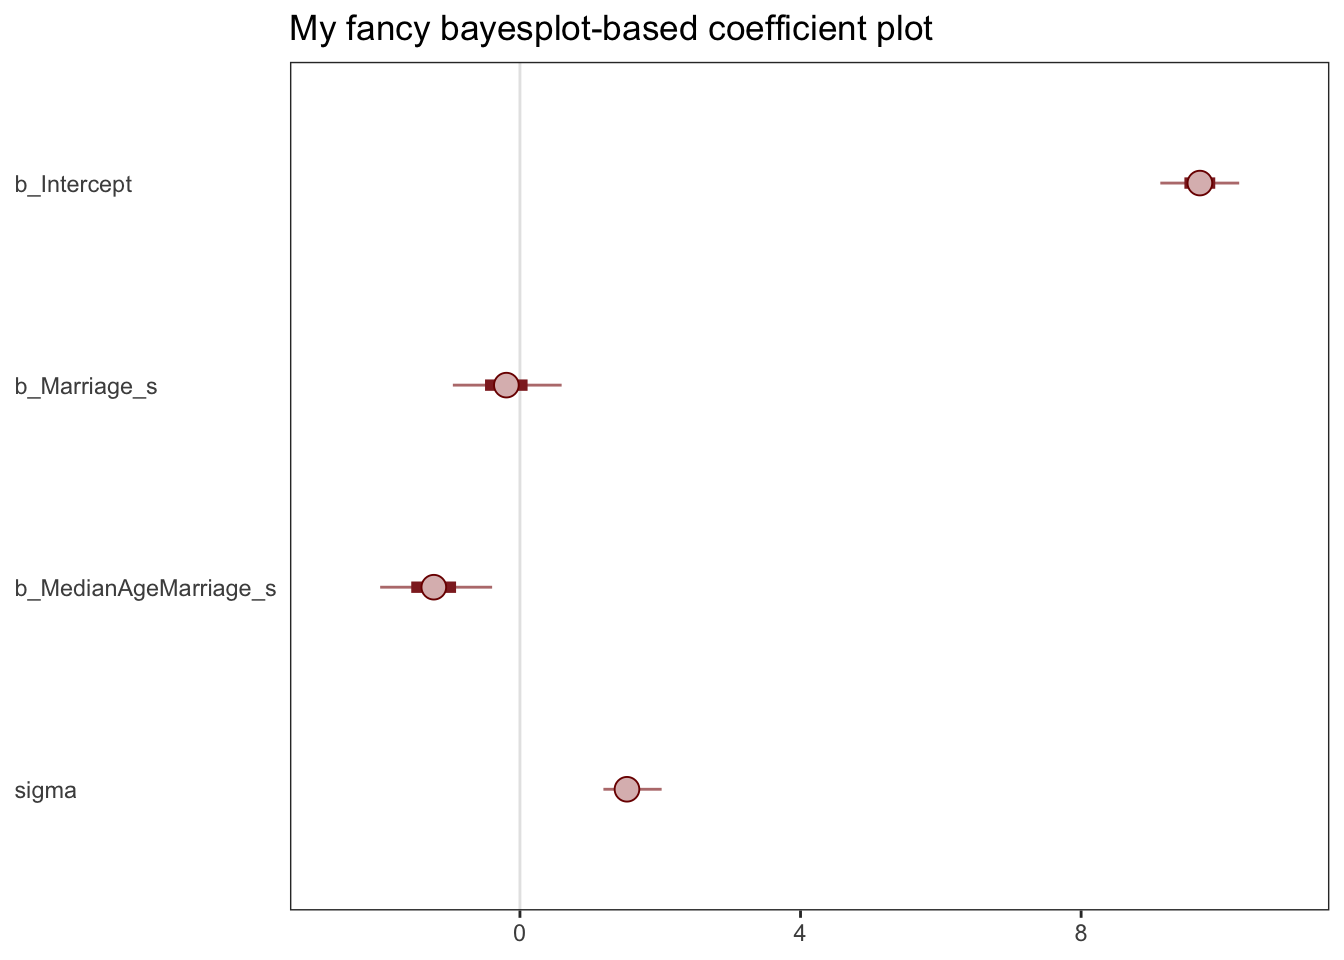 My fancy bayesplot-based coefficient plot
b_Intercept
b_Marriage_s
b_MedianAgeMarriage_s
sigma
0 4 8